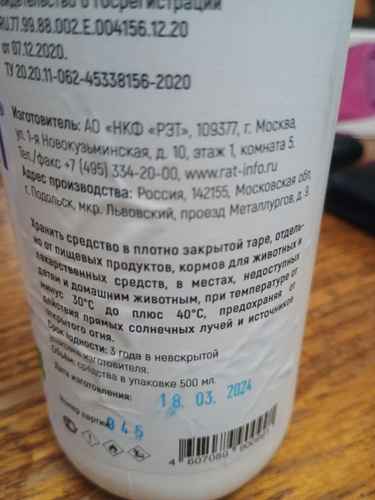 свидетельство о госрегистрации
RU.77.99.88.002.Е.004156.12.20
от 07.12.2020.
ТУ 20.20.11-062-45338156-2020
Изготовитель: АО «НКФ «РЭТ», 109377, г. Москва,
ул. 1-я Новокузьминская, д. 10, этаж 1, комната 5.
Тел./факс +7 (495) 334-20-00, www.rat-info.ru
Адрес производства: Россия, 142155, Московская обл,
г. Подольск, мкр. Львовский, проезд Металлургов, д. 3.
Хранить средство в плотно закрытой таре, отдель-
но от пищевых продуктов, кормов для животных и
лекарственных средств, в местах, недоступных
детям и домашним животным, при температуре от
минус 30°С до плюс 40°С, предохраняя от
действия прямых солнечных лучей и источников
открытого огня.
Срок годности: 3 года в невскрытой
упаковке изготовителя.
Объём: средства в упаковке 500 мл.
Дата изготовления: 18.03.2024
Номер партии: 045
4 607089